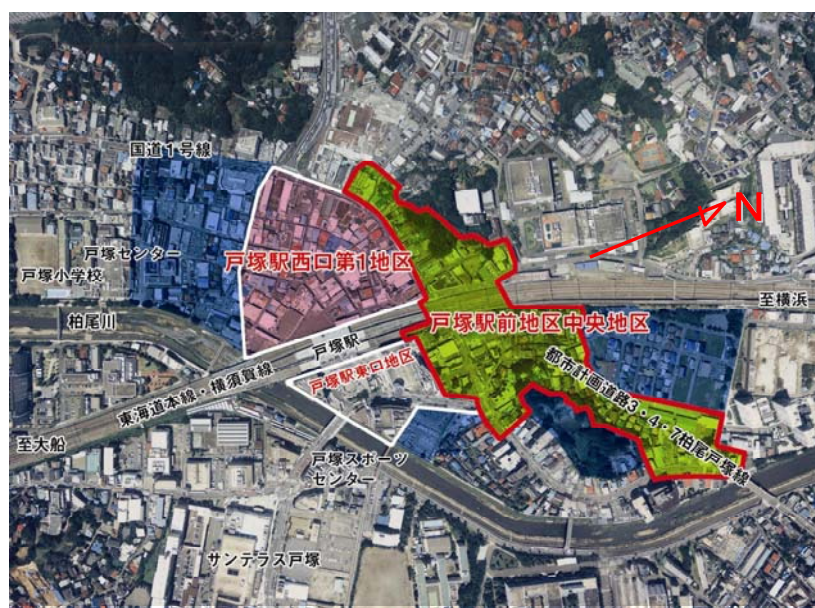 国道1号線
戸塚センター
戸塚小学校
柏尾川
戸塚駅西口第1地区
N
至横浜
戸塚駅前地区中央地区
戸塚駅
戸塚駅東口地区
都市計画道路3・4・7柏尾戸塚線
東海道本線・横須賀線
至大船
戸塚スポーツ
センター
サンテラス戸塚